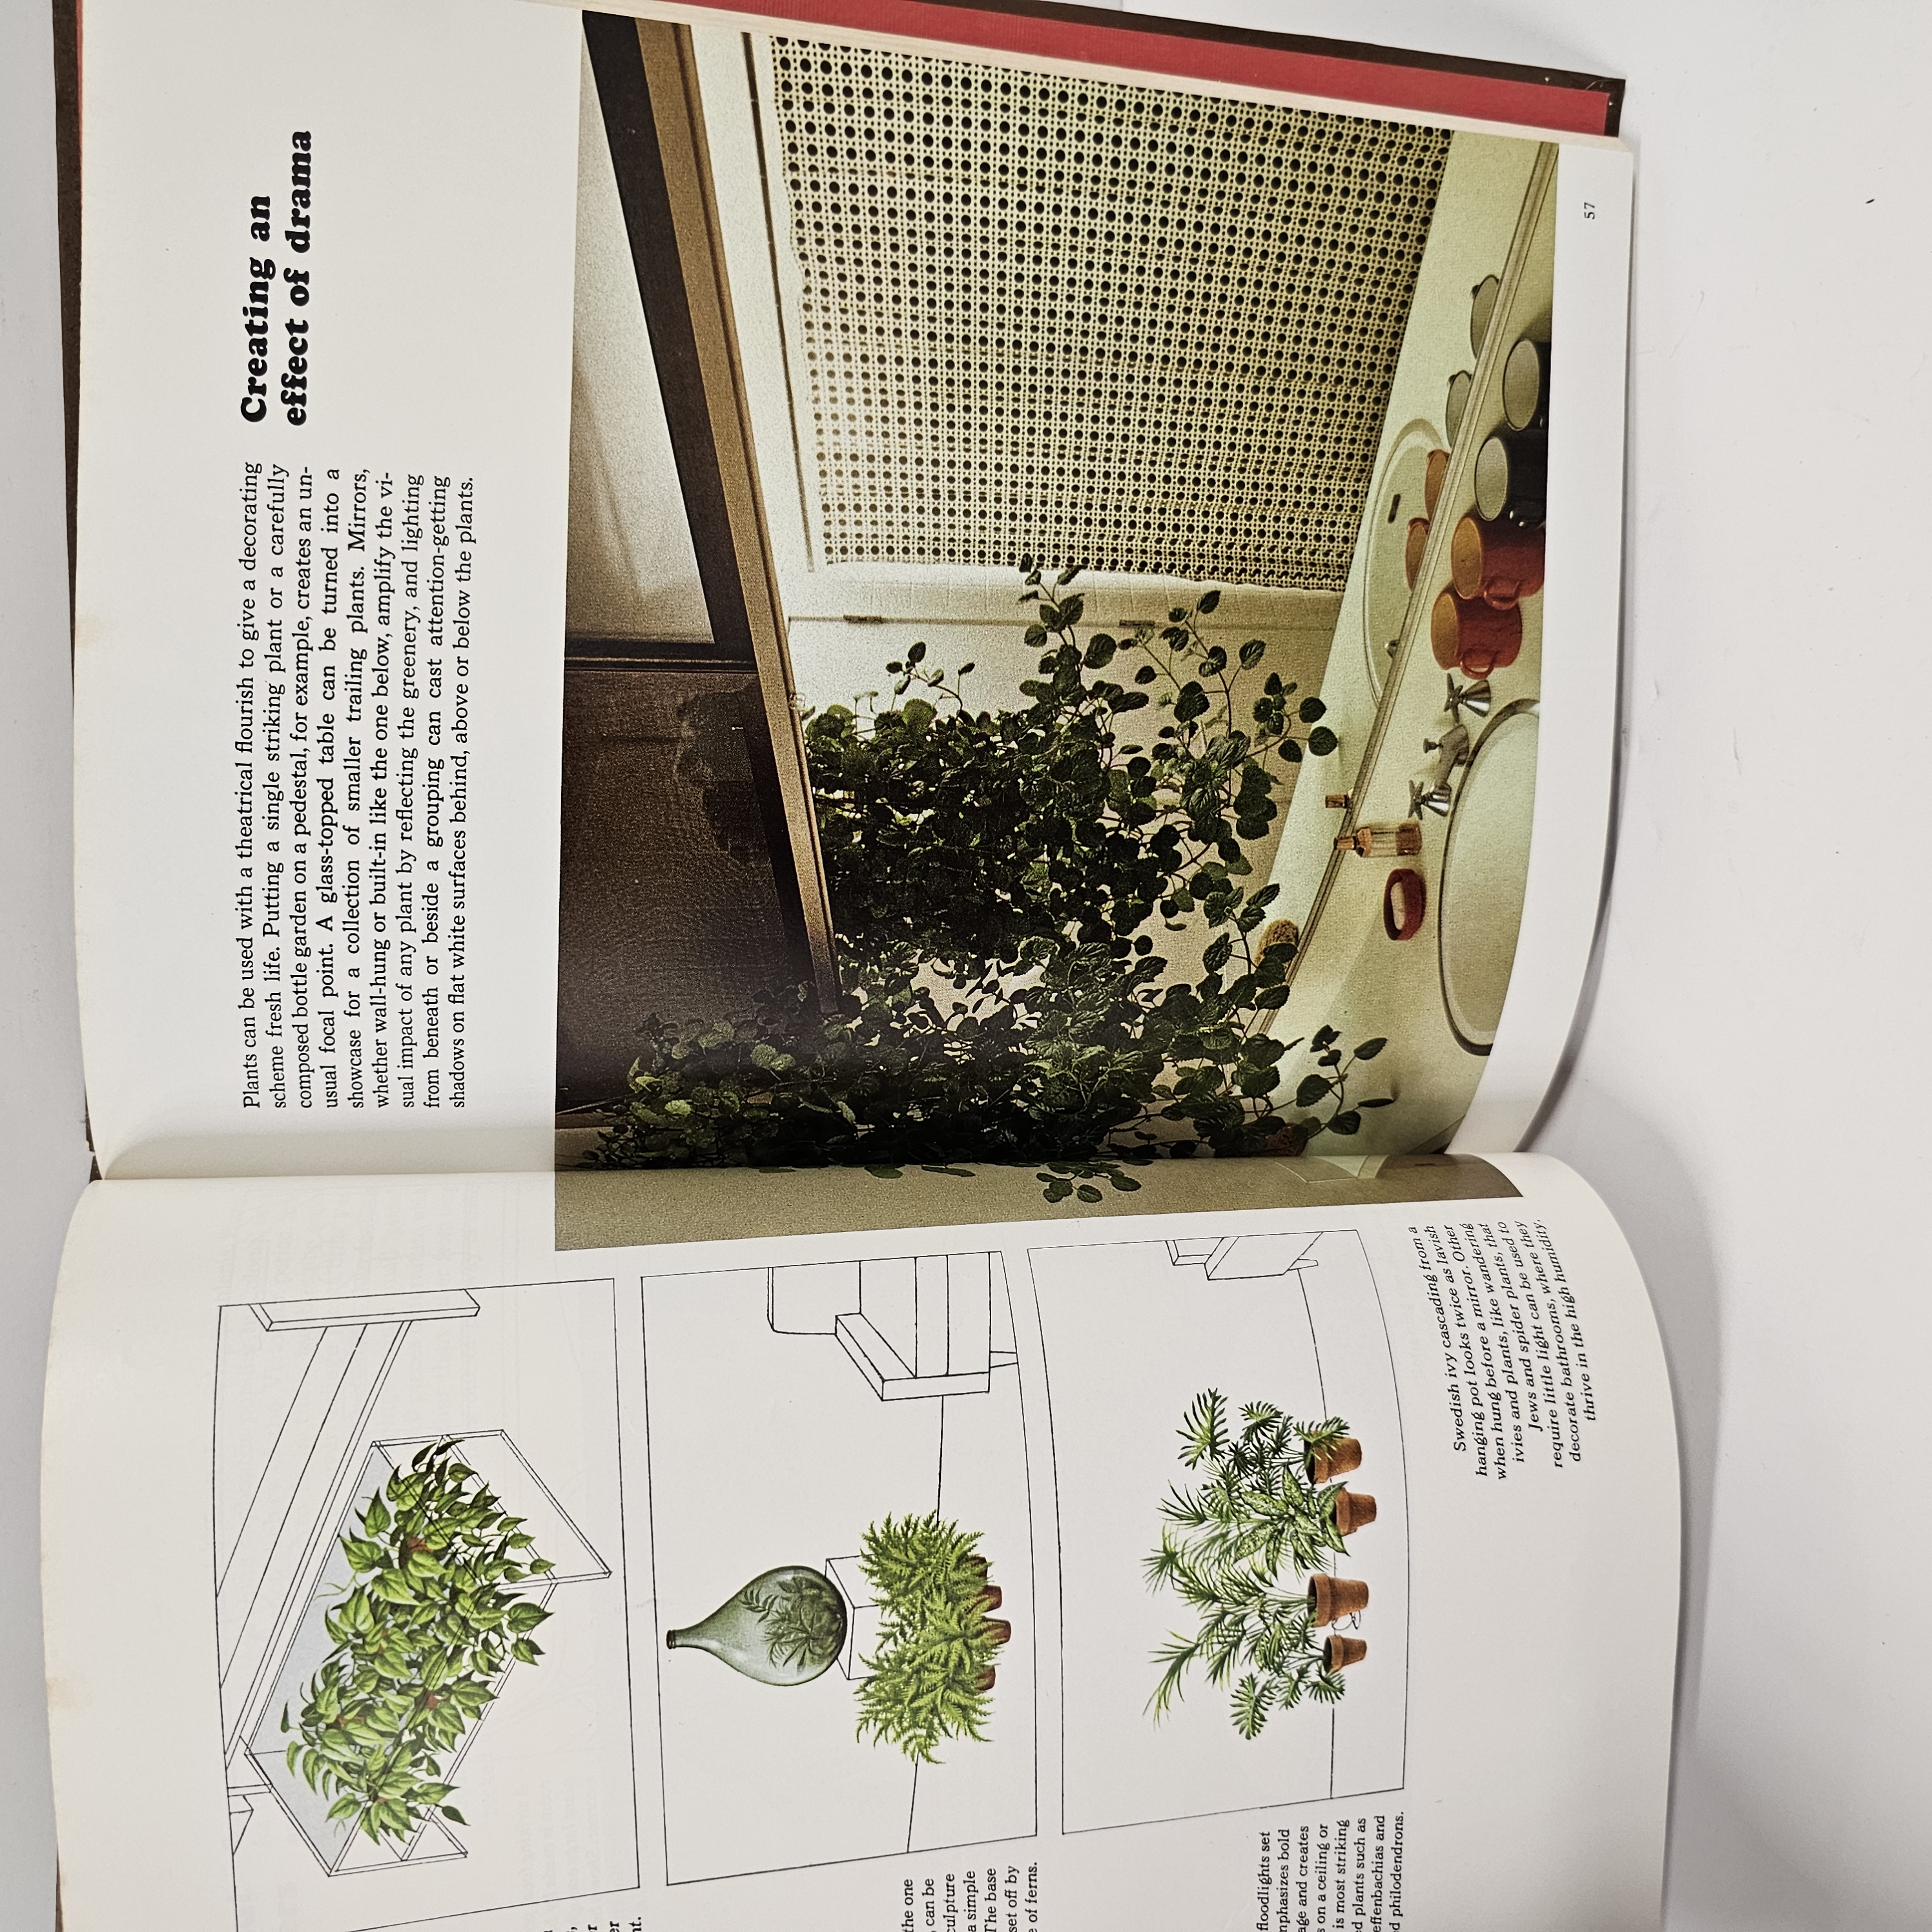 nt.
the one
, can be
culpture
a simple
The base
set off by
e of ferns.
floodlights set
mphasizes bold
age and creates
s on a ceiling or
is most striking
ed plants such as
effenbachias and
d philodendrons.
Swedish ivy cascading from a
hanging pot looks twice as lavish
when hung before a mirror. Other
ivies and plants, like wandering
Jews and spider plants, that
require little light can be used to
decorate bathrooms, where they
thrive in the high humidity.
Creating an
effect of drama
Plants can be used with a theatrical flourish to give a decorating
scheme fresh life. Putting a single striking plant or a carefully
composed bottle garden on a pedestal, for example, creates an un-
usual focal point. A glass-topped table can be turned into a
showcase for a collection of smaller trailing plants. Mirrors,
whether wall-hung or built-in like the one below, amplify the vi-
sual impact of any plant by reflecting the greenery, and lighting
from beneath or beside a grouping can cast attention-getting
shadows on flat white surfaces behind, above or below the plants.
57